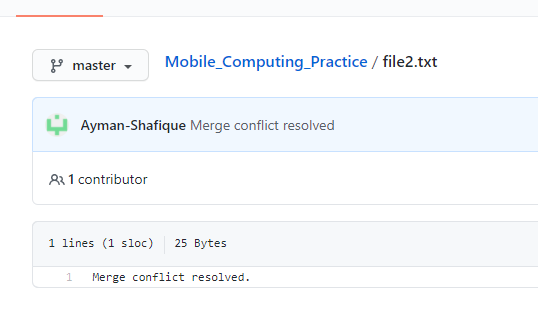 master Mobile_Computing_Practice / file2.txt
Ayman-Shafique Merge conflict resolved
1 contributor
1 lines (1 sloc) 25 Bytes
1 Merge conflict resolved.